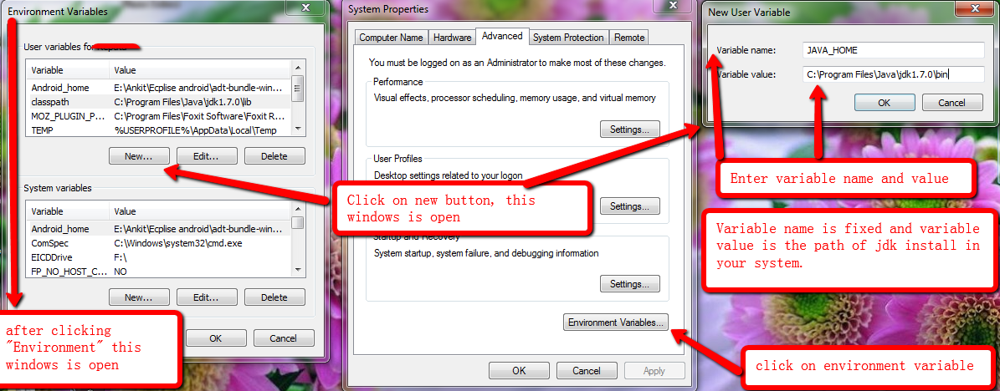 Environment Variables
User variables for
Variable Value
Android_home E:\Ankit\Ecplise android\adt-bundle-win...
classpath C:\Program Files\Java\jdk1.7.0\lib
MOZ_PLUGIN_P... C:\Program Files\Foxit Software\Foxit R...
TEMP %USERPROFILE%\AppData\Local\Temp
New... Edit... Delete
System variables
Variable Value
Android_home E:\Ankit\Ecplise android\adt-bundle-win...
ComSpec C:\Windows\system32\cmd.exe
EICDDrive F:\
FP_NO_HOST_C... NO
New... Edit... Delete
OK Cancel
after clicking
"Environment" this
windows is open
System Properties
Computer Name Hardware Advanced System Protection Remote
You must be logged on as an Administrator to make most of these changes.
Performance
Visual effects, processor scheduling, memory usage, and virtual memory
Settings...
User Profiles
Desktop settings related to your logon
Settings...
Click on new button, this
windows is open
Startup and Recovery
System startup, system failure, and debugging information
Settings...
Environment Variables...
OK Cancel Apply
New User Variable
Variable name: JAVA_HOME
Variable value: C:\Program Files\Java\jdk1.7.0\bin
OK Cancel
Enter variable name and value
Variable name is fixed and variable
value is the path of jdk install in
your system.
click on environment variable